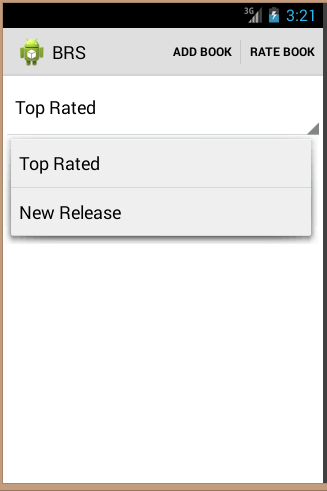 3G 3:21
BRS ADD BOOK RATE BOOK
Top Rated
Top Rated
New Release